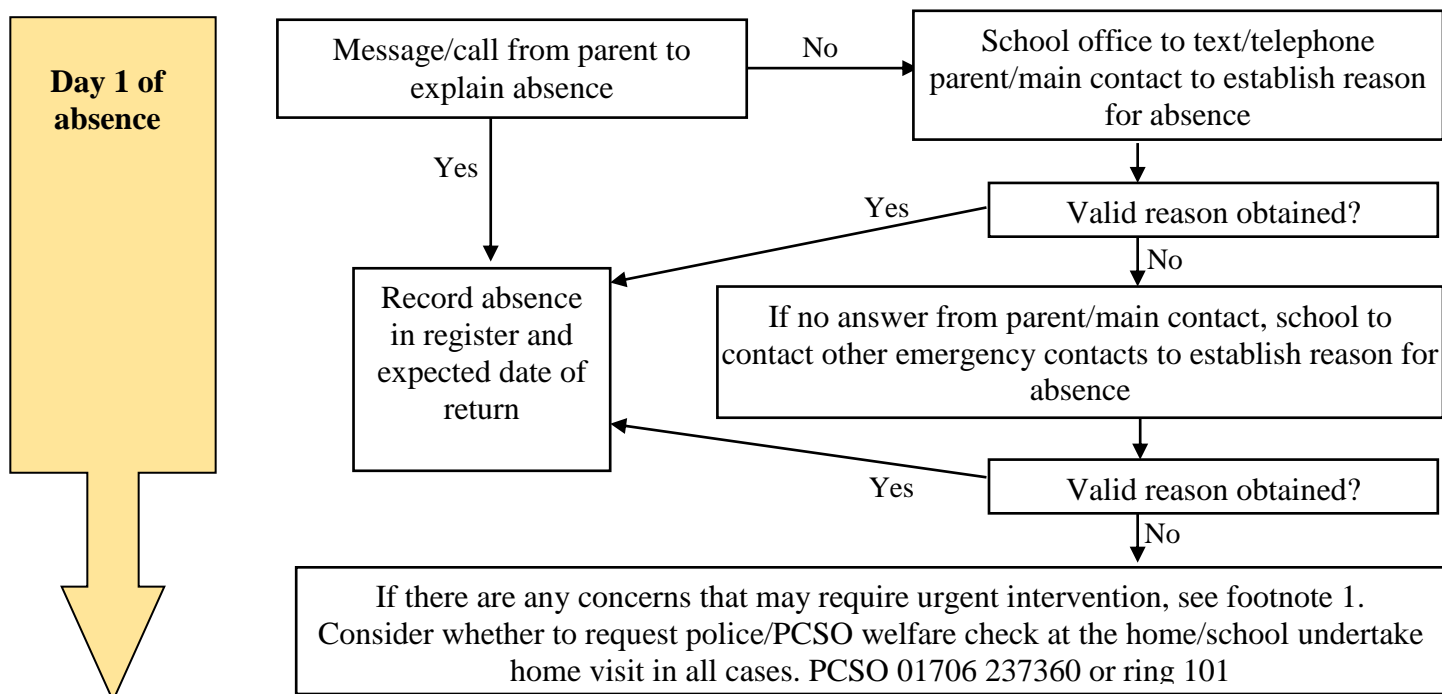 Day 1 of
absence
Message/call from parent to
explain absence
No
School office to text/telephone
parent/main contact to establish reason
for absence
Yes
Yes
Valid reason obtained?
No
Record absence
in register and
expected date of
return
If no answer from parent/main contact, school to
contact other emergency contacts to establish reason for
absence
Yes
Valid reason obtained?
No
If there are any concerns that may require urgent intervention, see footnote 1.
Consider whether to request police/PCSO welfare check at the home/school undertake
home visit in all cases. PCSO 01706 237360 or ring 101